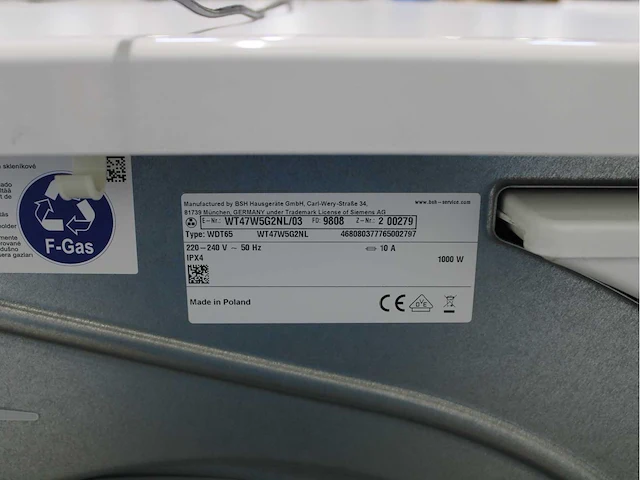 skleníkové
F-Gas
Manufactured by BSH Hausgeräte GmbH, Carl-Wery-Straße 34,
www.bsh-service.com
81739 München, GERMANY under Trademark License of Siemens AG
E-Nr.: WT47W5G2NL/03 FD: 9808 Z-Nr.: 2 00279
Type: WDT65 WT47W5G2NL 468080377765002797
220-240 V ~ 50 Hz 10 A
IPX4 1000 W
Made in Poland
CE